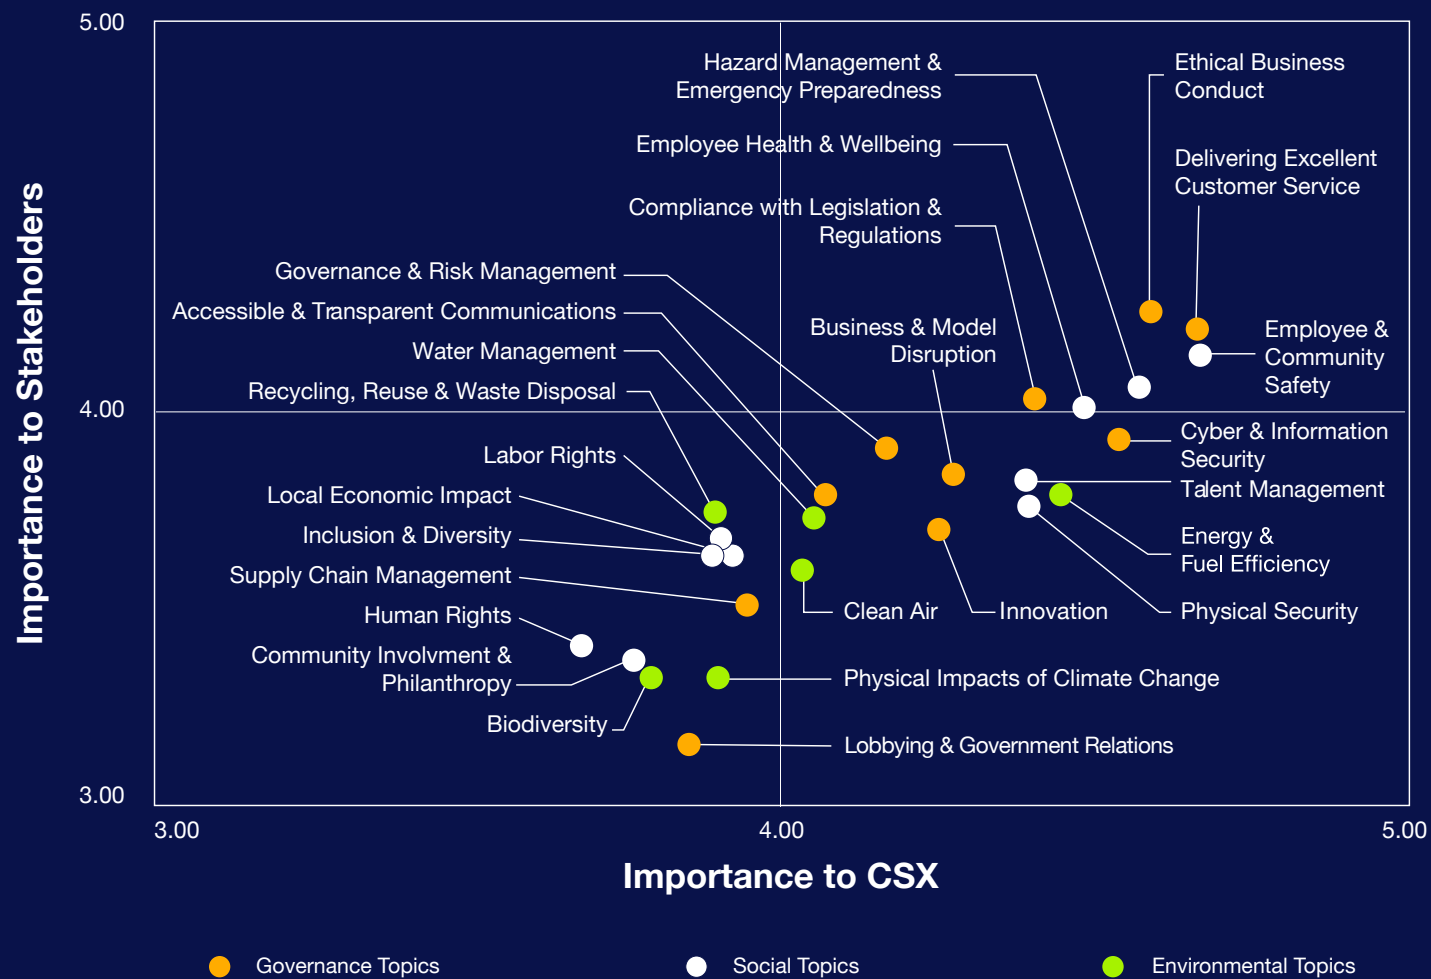 5.00
Hazard Management &
Emergency Preparedness
Ethical Business
Conduct
Employee Health & Wellbeing
Delivering Excellent
Customer Service
Compliance with Legislation &
Regulations
Governance & Risk Management
Accessible & Transparent Communications
Business & Model
Disruption
Water Management
Employee &
Community
Safety
Recycling, Reuse & Waste Disposal
Importance to Stakeholders
4.00
Cyber & Information
Security
Labor Rights
Talent Management
Local Economic Impact
Inclusion & Diversity
Energy &
Fuel Efficiency
Supply Chain Management
Human Rights
Clean Air
Innovation
Physical Security
Community Involvment &
Philanthropy
Physical Impacts of Climate Change
Biodiversity
Lobbying & Government Relations
3.00
3.00
4.00
5.00
Importance to CSX
Governance Topics
Social Topics
Environmental Topics